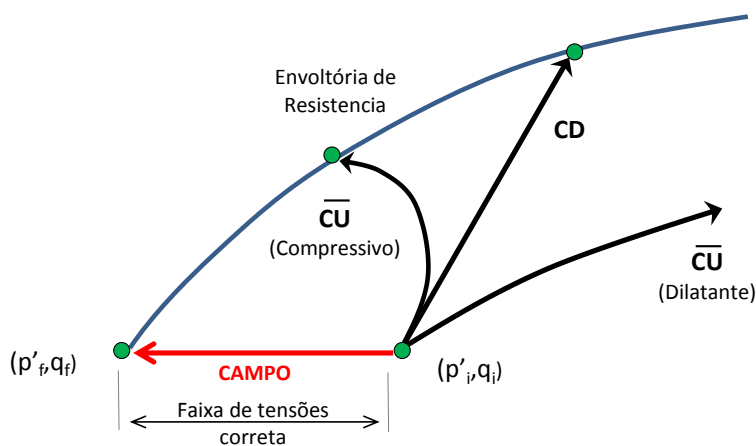 Envoltória de
Resistencia
CD
CU
(Compressivo)
CU
(Dilatante)
(p'f,qf)
CAMPO
(p'i,qi)
Faixa de tensões
correta